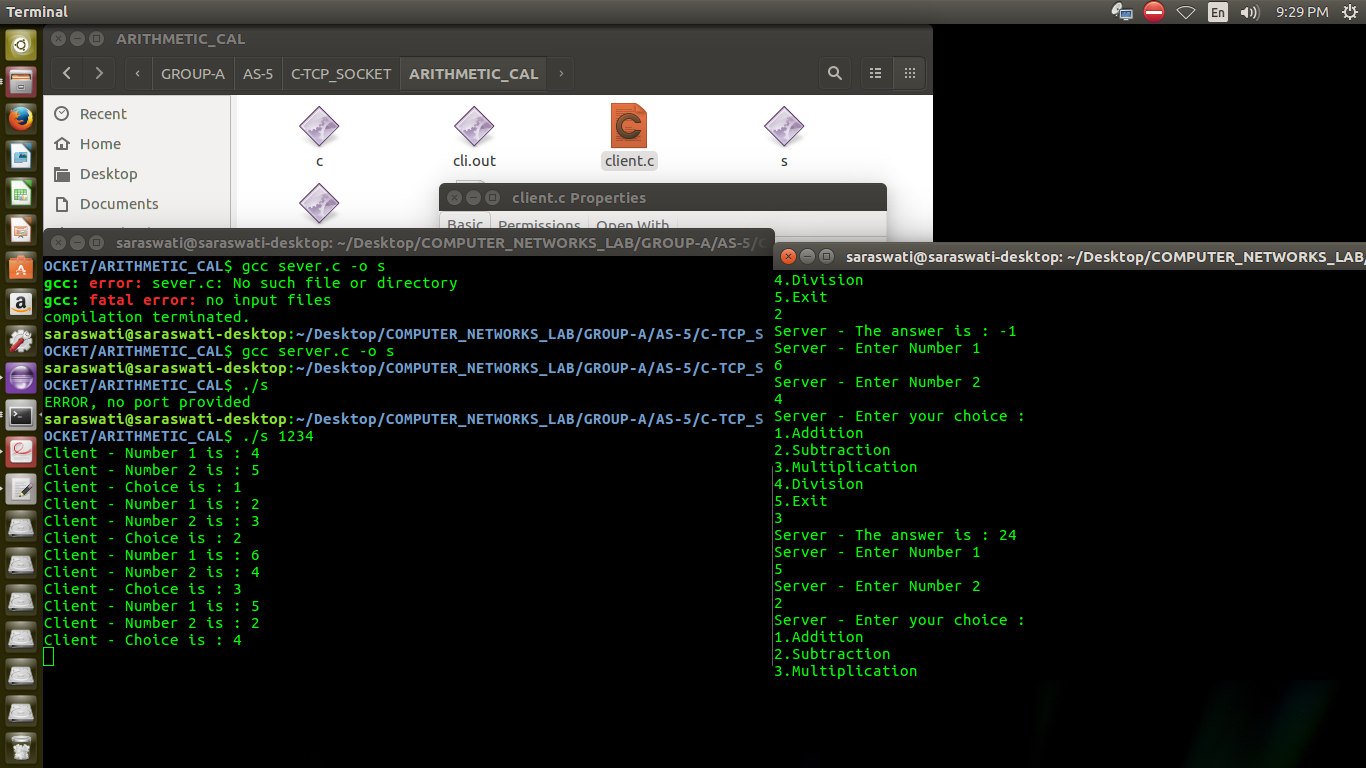 Terminal
En
9:29 PM
ARITHMETIC_CAL
GROUP-A
AS-5
C-TCP_SOCKET
ARITHMETIC_CAL
Recent
Home
Desktop
Documents
c
cli.out
client.c
s
client.c Properties
Basic
Permissions
Open With
saraswati@saraswati-desktop: ~/Desktop/COMPUTER_NETWORKS_LAB/GROUP-A/AS-5/C
OCKET/ARITHMETIC_CAL$ gcc sever.c -o s
gcc: error: sever.c: No such file or directory
gcc: fatal error: no input files
compilation terminated.
saraswati@saraswati-desktop:~/Desktop/COMPUTER_NETWORKS_LAB/GROUP-A/AS-5/C-TCP_S
OCKET/ARITHMETIC_CAL$ gcc server.c -o s
saraswati@saraswati-desktop:~/Desktop/COMPUTER_NETWORKS_LAB/GROUP-A/AS-5/C-TCP_S
OCKET/ARITHMETIC_CAL$ ./s
ERROR, no port provided
saraswati@saraswati-desktop:~/Desktop/COMPUTER_NETWORKS_LAB/GROUP-A/AS-5/C-TCP_S
OCKET/ARITHMETIC_CAL$ ./s 1234
Client - Number 1 is : 4
Client - Number 2 is : 5
Client - Choice is : 1
Client - Number 1 is : 2
Client - Number 2 is : 3
Client - Choice is : 2
Client - Number 1 is : 6
Client - Number 2 is : 4
Client - Choice is : 3
Client - Number 1 is : 5
Client - Number 2 is : 2
Client - Choice is : 4
saraswati@saraswati-desktop: ~/Desktop/COMPUTER_NETWORKS_LAB/
4.Division
5.Exit
2
Server - The answer is : -1
Server - Enter Number 1
6
Server - Enter Number 2
4
Server - Enter your choice :
1.Addition
2.Subtraction
3.Multiplication
4.Division
5.Exit
3
Server - The answer is : 24
Server - Enter Number 1
5
Server - Enter Number 2
2
Server - Enter your choice :
1.Addition
2.Subtraction
3.Multiplication